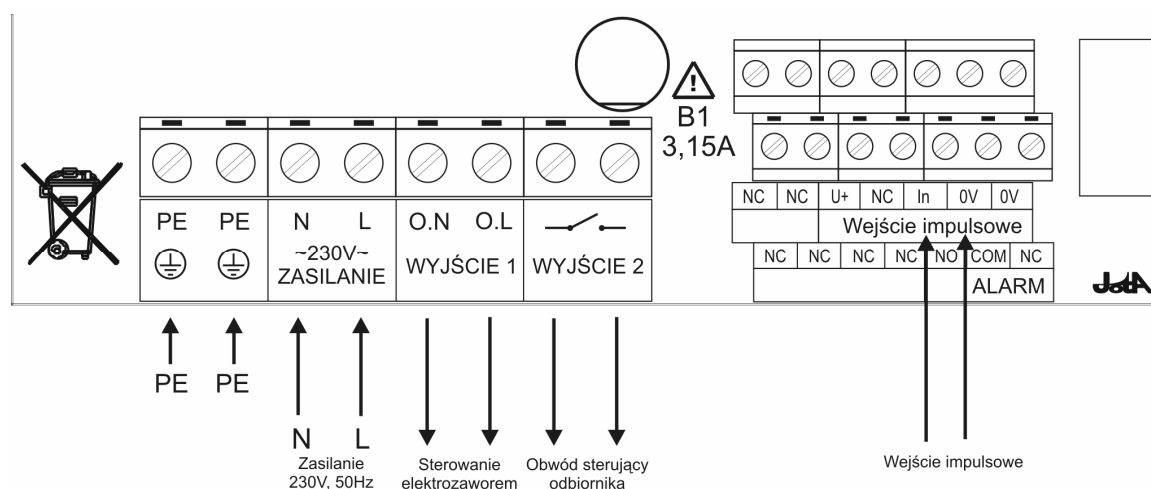 B1
3,15A
PE PE N L O.N O.L
~230V~
ZASILANIE WYJŚCIE 1 WYJŚCIE 2
NC NC U+ NC In 0V 0V
Wejście impulsowe
NC NC NC NC NO COM NC
ALARM
JotA
PE PE
N L
Zasilanie
230V, 50Hz
Sterowanie
elektrozaworem
Obwód sterujący
odbiornika
Wejście impulsowe